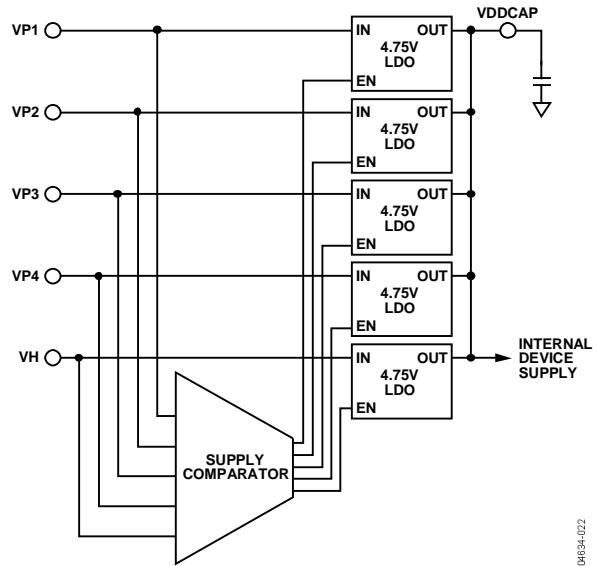 VDDCAP
VP1
IN OUT
4.75V
LDO
EN
VP2
IN OUT
4.75V
LDO
EN
VP3
IN OUT
4.75V
LDO
EN
VP4
IN OUT
4.75V
LDO
EN
VH
IN OUT
4.75V
LDO
EN
INTERNAL
DEVICE
SUPPLY
SUPPLY
COMPARATOR
04634-022